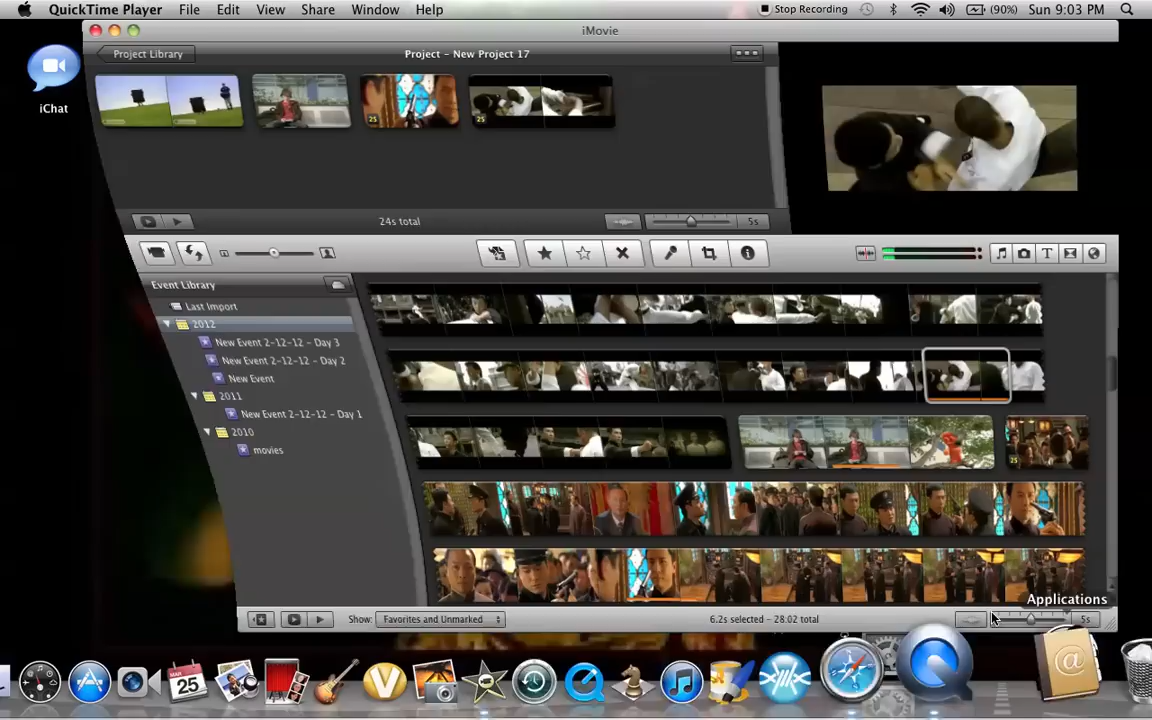 QuickTime Player File Edit View Share Window Help Stop Recording (90%) Sun 9:03 PM
iMovie
Project Library Project - New Project 17
iChat
25 25
24s total 5s
Event Library
Last Import
2012
New Event 2-12-12 - Day 3
New Event 2-12-12 - Day 2
New Event
2011
New Event 2-12-12 - Day 1
2010
movies
25
Applications
Show: Favorites and Unmarked 6.2s selected - 28:02 total 5s
25